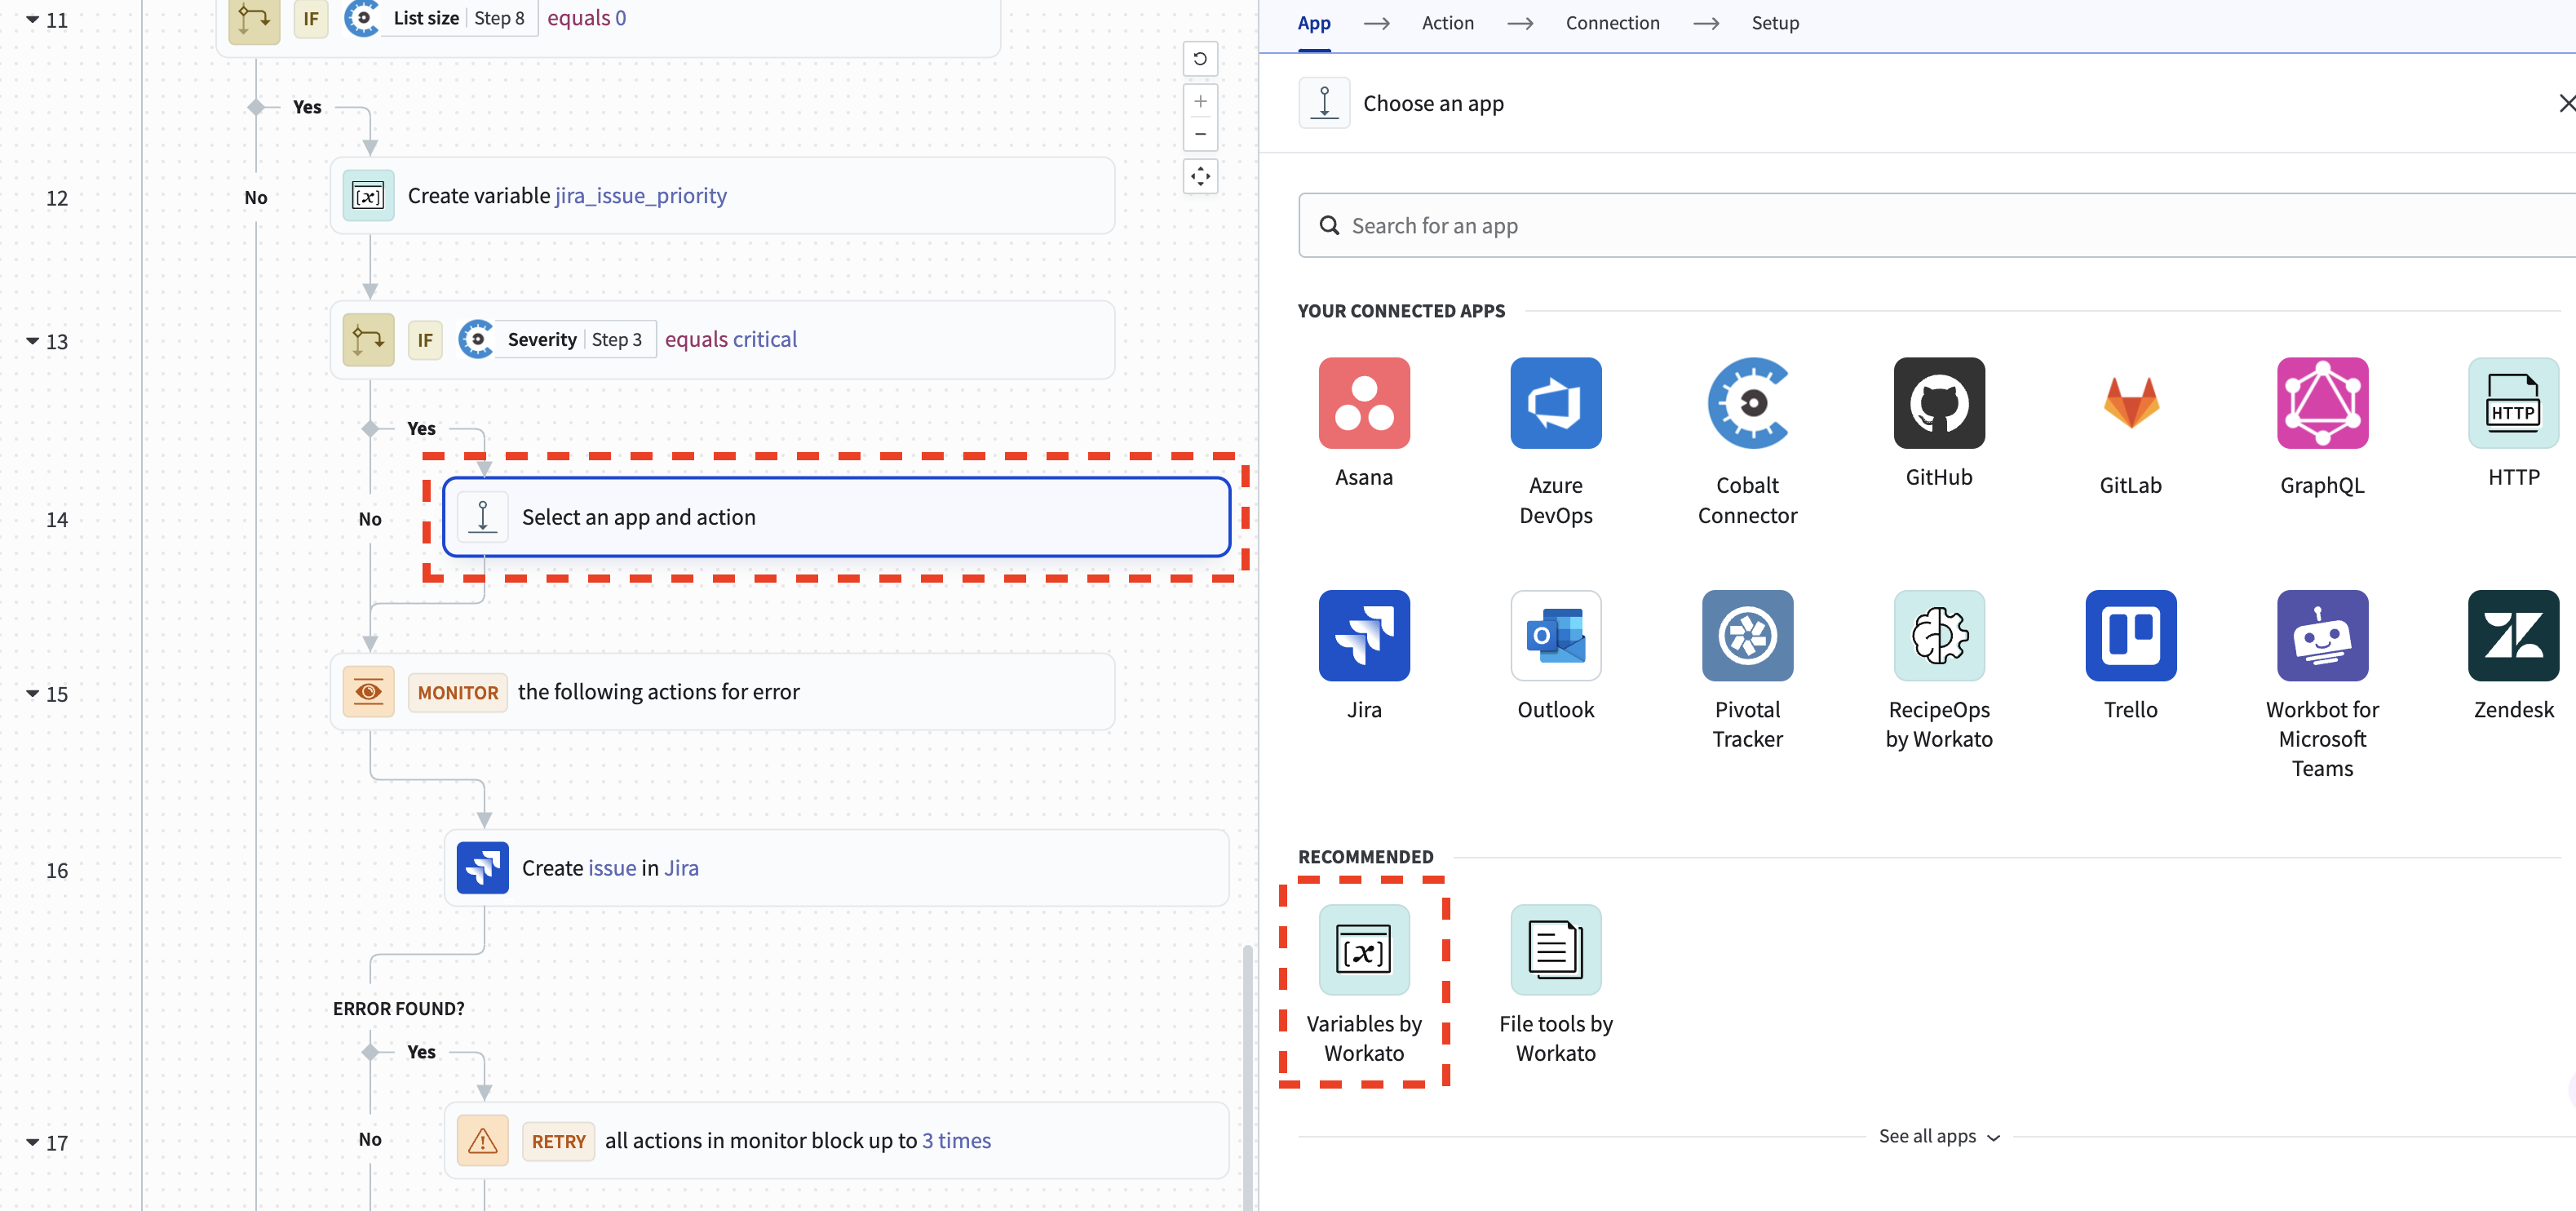 11
IF List size Step 8 equals 0
Yes
No
12
Create variable jira_issue_priority
13
IF Severity Step 3 equals critical
Yes
No
14
Select an app and action
15
MONITOR the following actions for error
16
Create issue in Jira
ERROR FOUND?
Yes
No
17
RETRY all actions in monitor block up to 3 times
App Action Connection Setup
Choose an app
Search for an app
YOUR CONNECTED APPS
HTTP
Asana
Azure
DevOps
Cobalt
Connector
GitHub
GitLab
GraphQL
HTTP
O
Jira
Outlook
Pivotal
Tracker
RecipeOps
by Workato
Trello
Workbot for
Microsoft
Teams
Zendesk
RECOMMENDED
[x]
Variables by
Workato
File tools by
Workato
See all apps